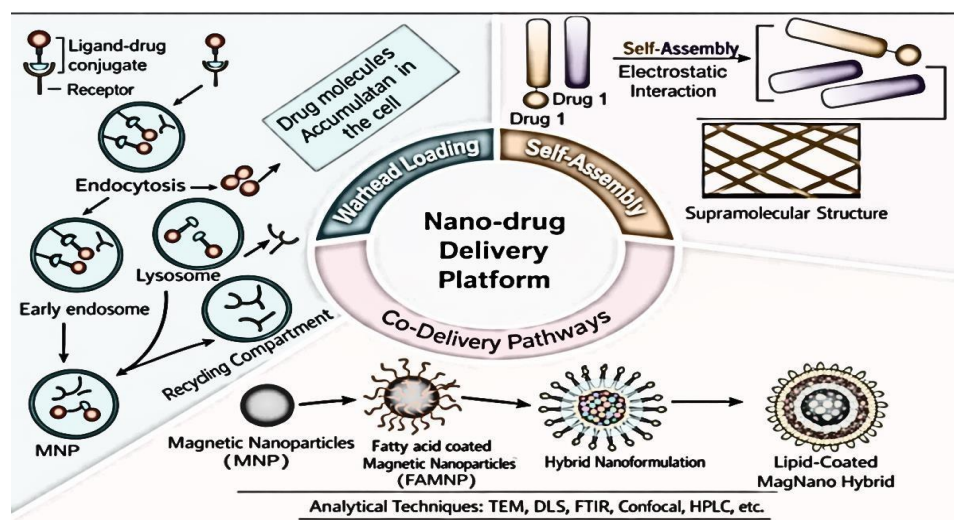 Ligand-drug
conjugate
Receptor
Drug molecules
Accumulatan in
the cell
Endocytosis
Lysosome
Early endosome
Recyding Compartment
MNP
Self-Assembly
Electrostatic
Interaction
Drug 1
Drug 1
Supramolecular Structure
Warhead Loading
Self-Assembly
Nano-drug
Delivery
Platform
Co-Delivery Pathways
Magnetic Nanoparticles
(MNP)
Fatty acid coated
Magnetic Nanoparticles
(FAMNP)
Hybrid Nanoformulation
Lipid-Coated
MagNano Hybrid
Analytical Techniques: TEM, DLS, FTIR, Confocal, HPLC, etc.